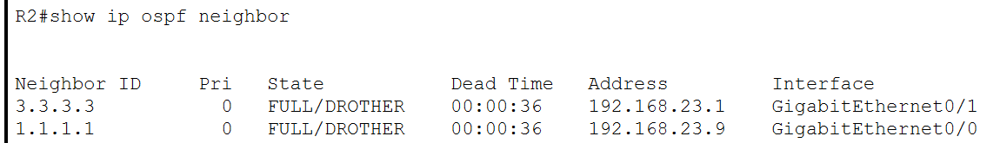 R2#show ip ospf neighbor
Neighbor ID Pri State Dead Time Address Interface
3.3.3.3 0 FULL/DROTHER 00:00:36 192.168.23.1 GigabitEthernet0/1
1.1.1.1 0 FULL/DROTHER 00:00:36 192.168.23.9 GigabitEthernet0/0